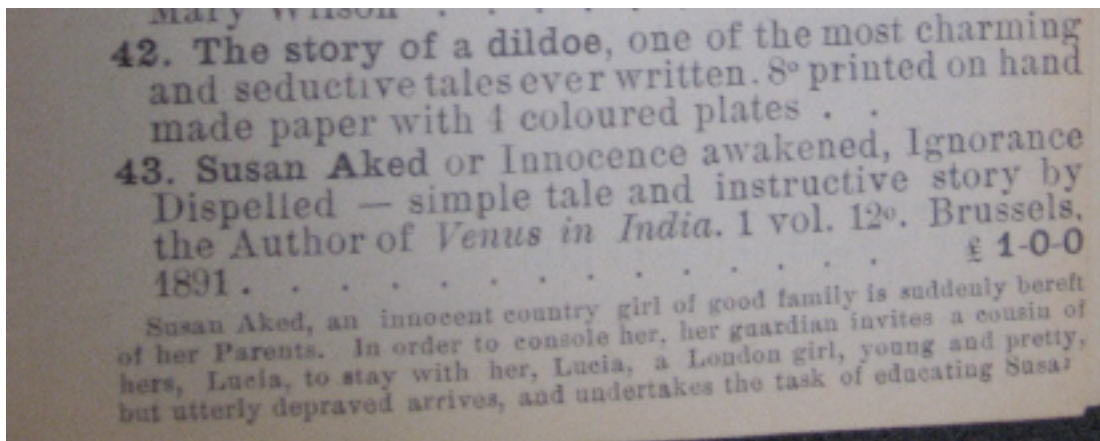 Mary Wilson . . . . .
42. The story of a dildoe, one of the most charming
and seductive tales ever written. 8º printed on hand
made paper with 4 coloured plates . .
43. Susan Aked or Innocence awakened, Ignorance
Dispelled — simple tale and instructive story by
the Author of Venus in India. 1 vol. 12º. Brussels.
1891 . . . . . . . . . . . . £ 1-0-0
Susan Aked, an innocent country girl of good family is suddenly bereft
of her Parents. In order to console her, her guardian invites a cousin of
hers, Lucia, to stay with her, Lucia, a London girl, young and pretty,
but utterly depraved arrives, and undertakes the task of educating Susa